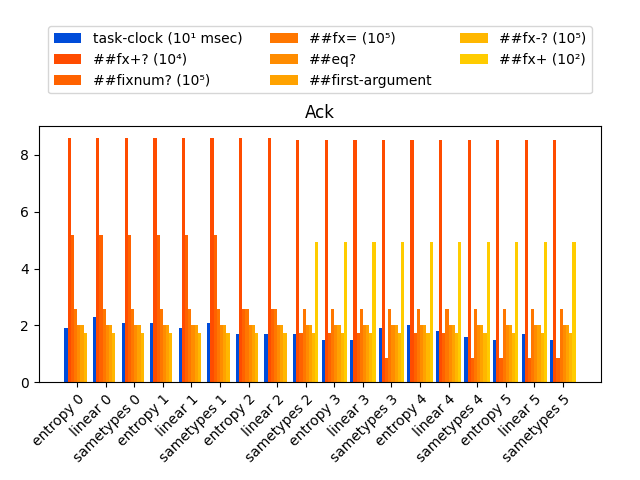 task-clock (10¹ msec)
##fx+? (10⁴)
##fixnum? (10⁵)
##fx= (10⁵)
##eq?
##first-argument
##fx-? (10⁵)
##fx+ (10²)
Ack
8
6
4
2
0
entropy 0
linear 0
sametypes 0
entropy 1
linear 1
sametypes 1
entropy 2
linear 2
sametypes 2
entropy 3
linear 3
sametypes 3
entropy 4
linear 4
sametypes 4
entropy 5
linear 5
sametypes 5